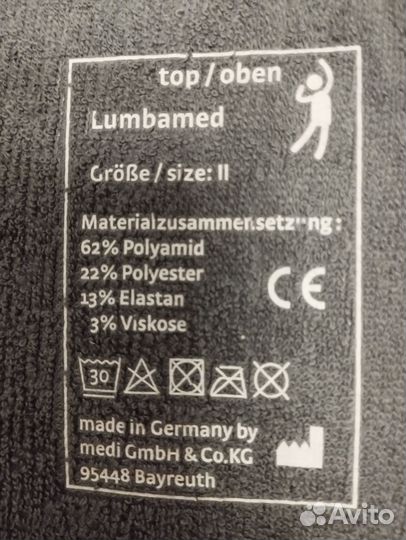 top / oben
Lumbamed
Größe / size: II
Materialzusammensetzung:
62% Polyamid
22% Polyester
13% Elastan
3% Viskose
CE
30
made in Germany by
medi GmbH & Co.KG
95448 Bayreuth
Avito